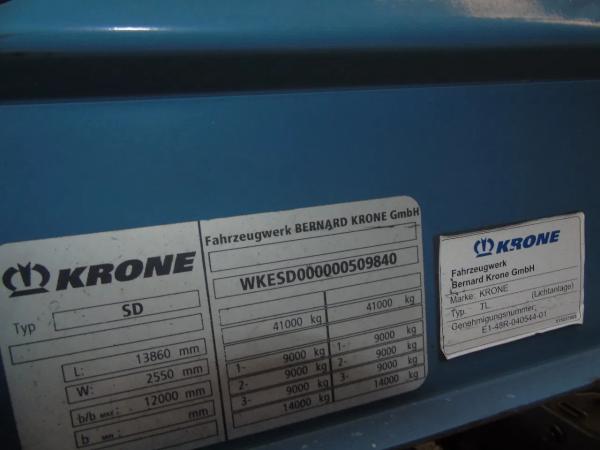 KRONE
Typ SD
L: 13860 mm
W: 2550 mm
b/b MAX: 12000 mm
b MIN: mm
Fahrzeugwerk BERNARD KRONE GmbH
WKESD000000509840
41000 kg 41000 kg
1- 9000 kg 1- 9000 kg
2- 9000 kg 2- 9000 kg
3- 9000 kg 3- 9000 kg
14000 kg 14000 kg
KRONE
Fahrzeugwerk
Bernard Krone GmbH
Marke: KRONE
Typ: TL (Lichtanlage)
Genehmigungsnummer:
E1-48R-040544-01